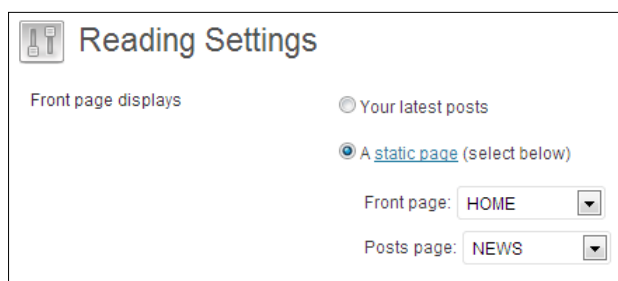 Reading Settings
Front page displays
Your latest posts
A static page (select below)
Front page: HOME
Posts page: NEWS